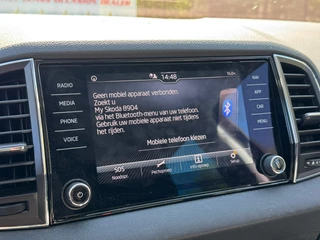 RADIO
MEDIA
PHONE
VOICE
14:48
Geen mobiel apparaat verbonden.
Zoekt u
My Skoda 8904
via het Bluetooth-menu van uw telefoon.
Gebruik uw mobiele apparaat niet tijdens
het rijden.
Mobiele telefoon kiezen
SOS
Noodopr.
Pechoproep
Info-oproep
Setup
NAV
APP
CAR
MENU